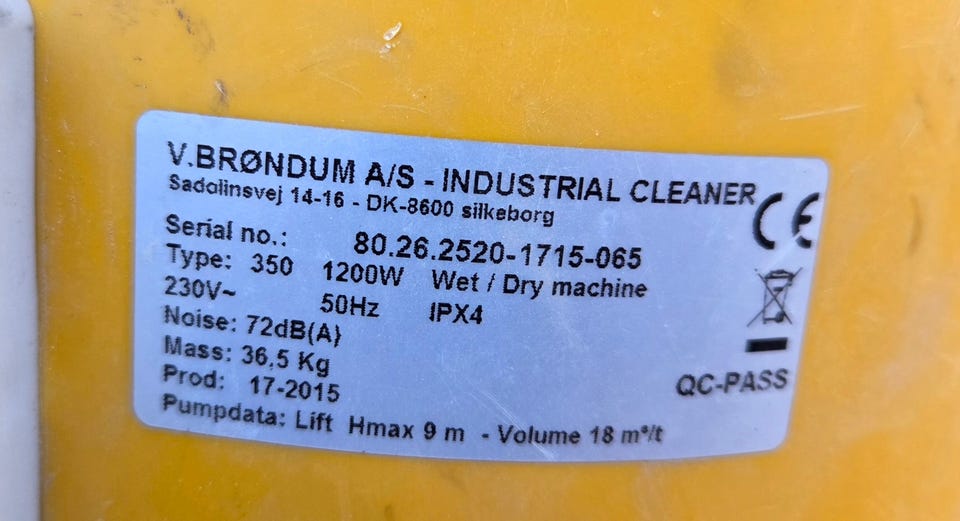 V.BRØNDUM A/S - INDUSTRIAL CLEANER
Sadolinsvej 14-16 - DK-8600 silkeborg
CE
Serial no.: 80.26.2520-1715-065
Type: 350 1200W Wet / Dry machine
230V~ 50Hz IPX4
Noise: 72dB(A)
Mass: 36,5 Kg
Prod: 17-2015
QC-PASS
Pumpdata: Lift Hmax 9 m - Volume 18 m³/t